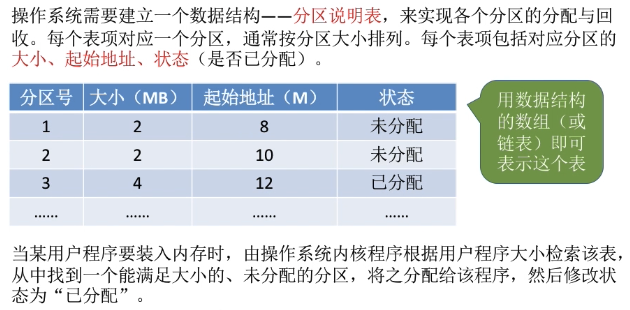 操作系统需要建立一个数据结构——分区说明表，来实现各个分区的分配与回
收。每个表项对应一个分区，通常按分区大小排列。每个表项包括对应分区的
大小、起始地址、状态（是否已分配）。
分区号 大小（MB） 起始地址（M） 状态
1 2 8 未分配
2 2 10 未分配
3 4 12 已分配
…… …… …… ……
用数据结构
的数组（或
链表）即可
表示这个表
当某用户程序要装入内存时，由操作系统内核程序根据用户程序大小检索该表，
从中找到一个能满足大小的、未分配的分区，将之分配给该程序，然后修改状
态为“已分配”。